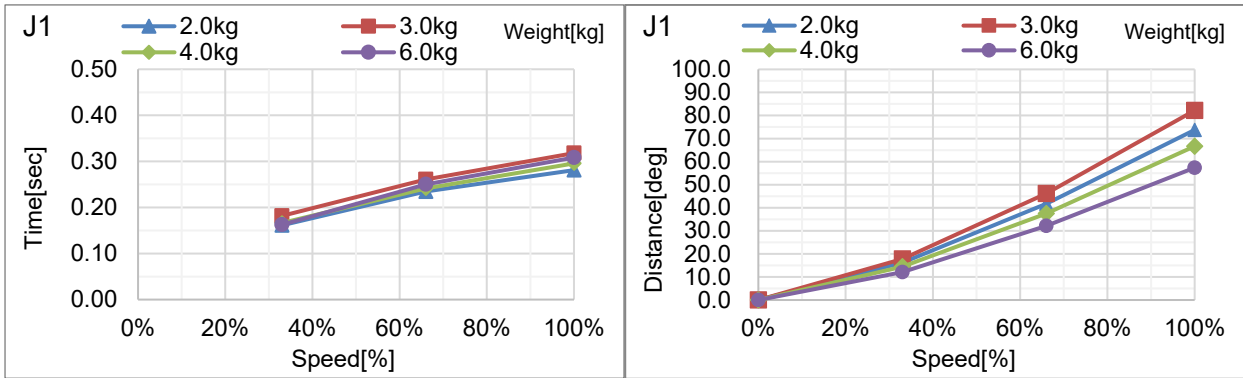 J1
2.0kg 3.0kg Weight[kg]
4.0kg 6.0kg
Time[sec]
0.50
0.40
0.30
0.20
0.10
0.00
0% 20% 40% 60% 80% 100%
Speed[%]
J1
2.0kg 3.0kg Weight[kg]
4.0kg 6.0kg
Distance[deg]
100.0
90.0
80.0
70.0
60.0
50.0
40.0
30.0
20.0
10.0
0.0
0% 20% 40% 60% 80% 100%
Speed[%]